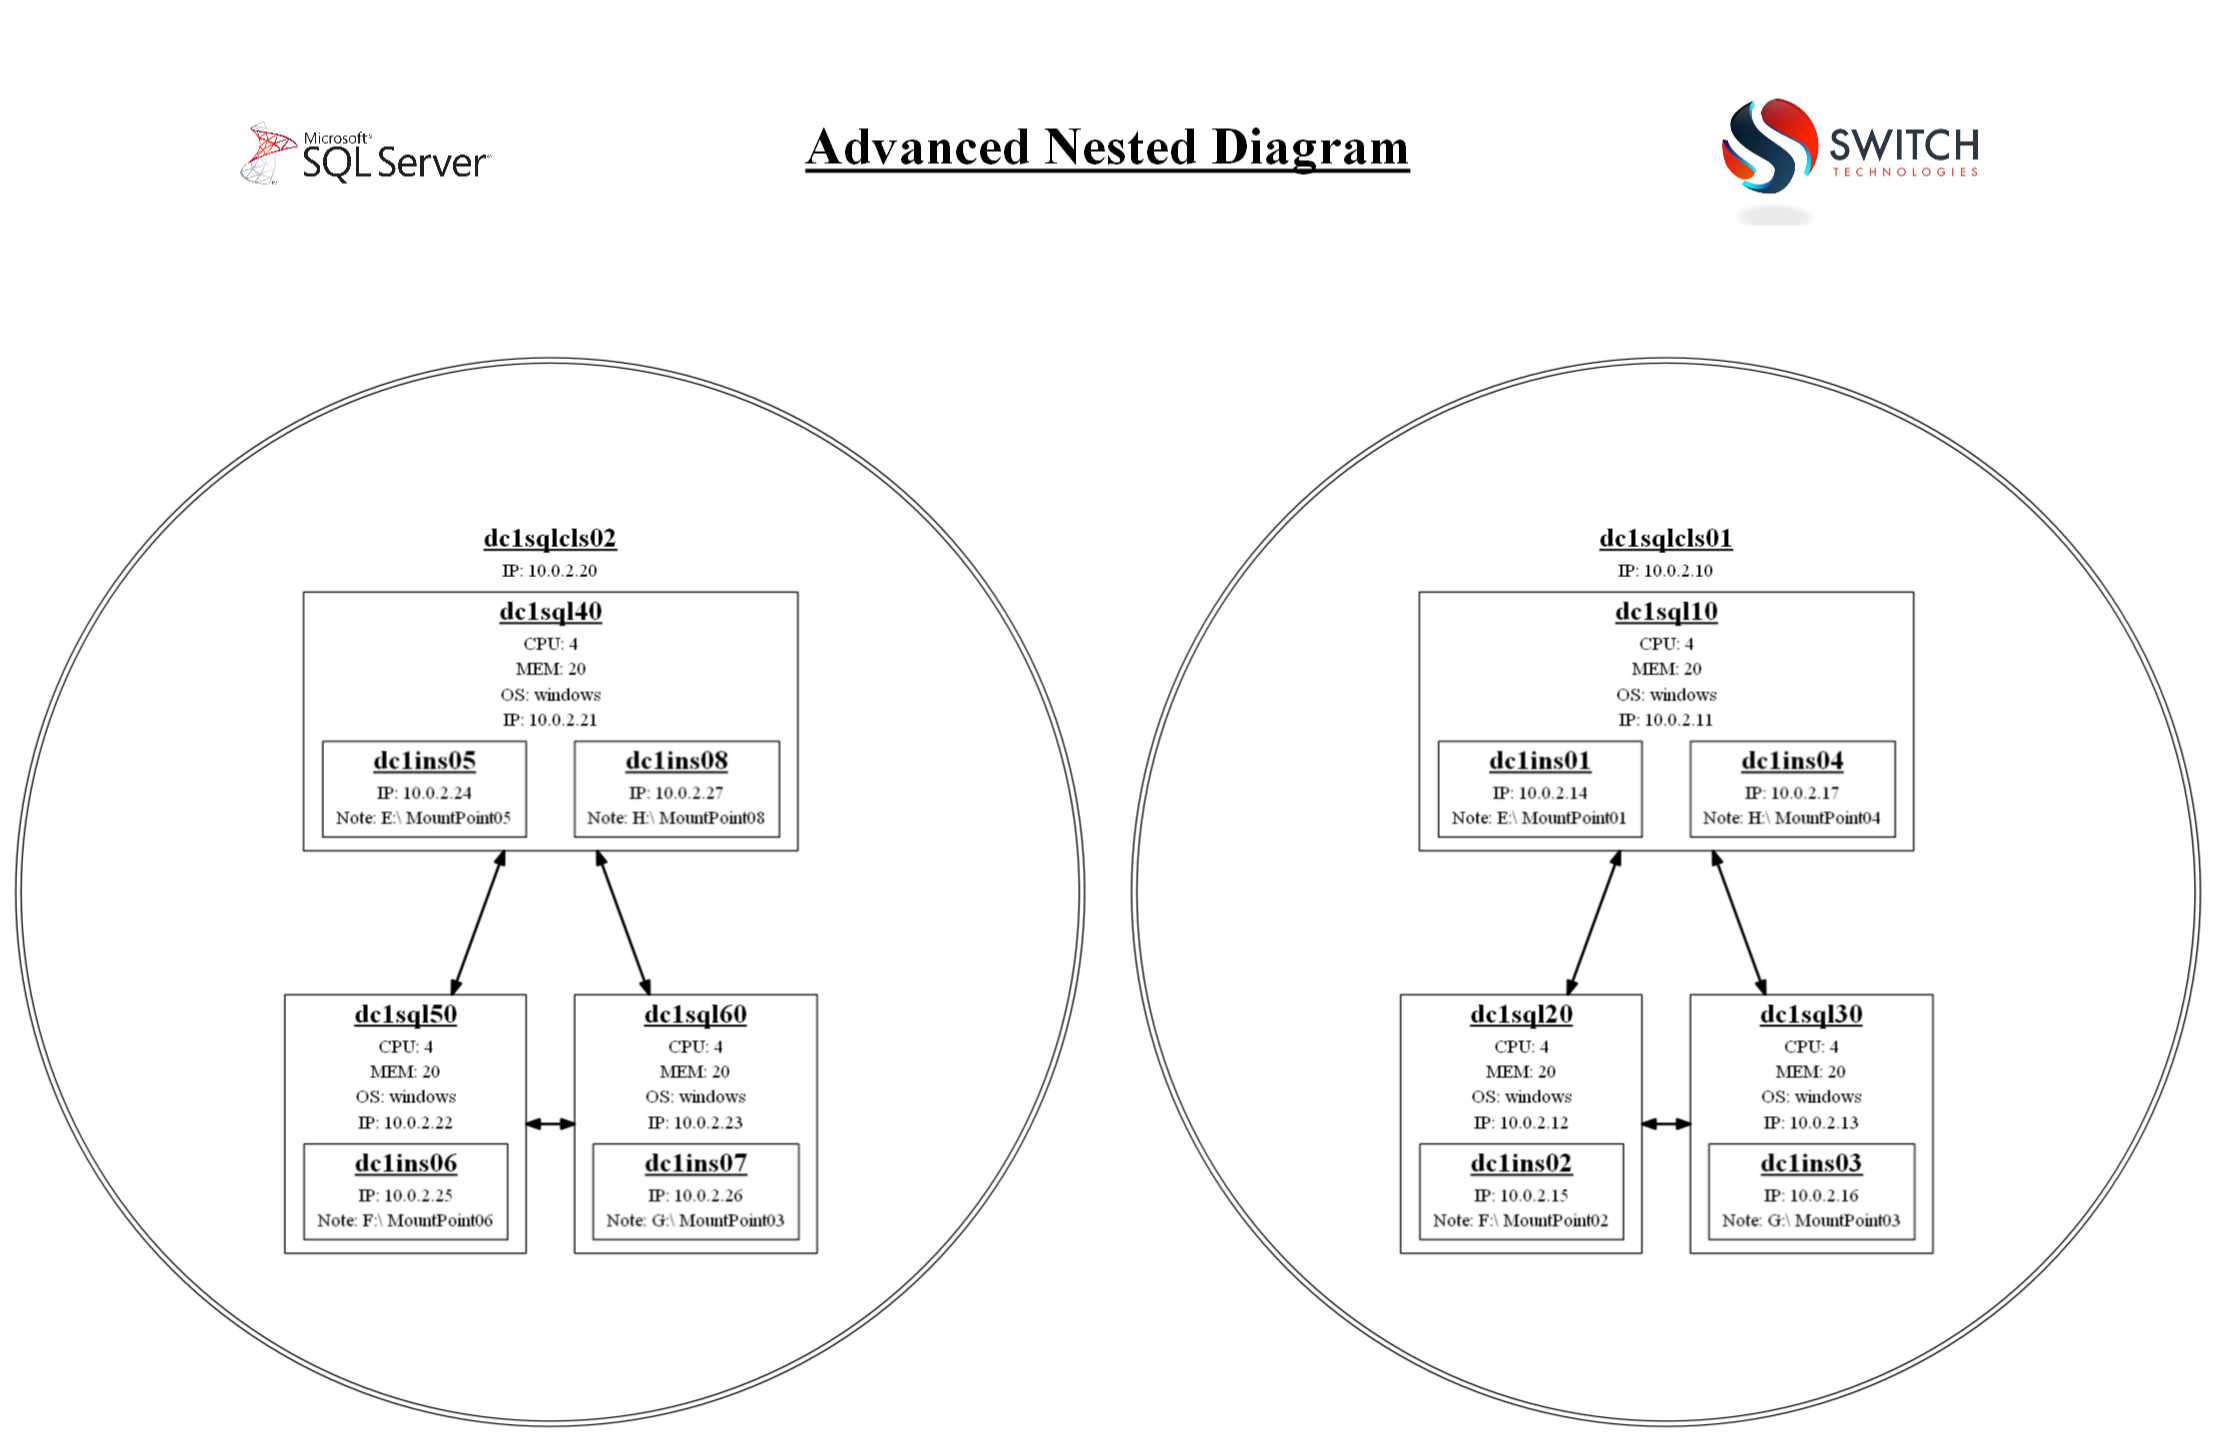 Microsoft®
SQL Server
Advanced Nested Diagram
SWITCH
TECHNOLOGIES
dc1sqlcls02
IP: 10.0.2.20
dc1sql40
CPU: 4
MEM: 20
OS: windows
IP: 10.0.2.21
dc1ins05
IP: 10.0.2.24
Note: E:\ MountPoint05
dc1ins08
IP: 10.0.2.27
Note: H:\ MountPoint08
dc1sql50
CPU: 4
MEM: 20
OS: windows
IP: 10.0.2.22
dc1ins06
IP: 10.0.2.25
Note: F:\ MountPoint06
dc1sql60
CPU: 4
MEM: 20
OS: windows
IP: 10.0.2.23
dc1ins07
IP: 10.0.2.26
Note: G:\ MountPoint03
dc1sqlcls01
IP: 10.0.2.10
dc1sql10
CPU: 4
MEM: 20
OS: windows
IP: 10.0.2.11
dc1ins01
IP: 10.0.2.14
Note: E:\ MountPoint01
dc1ins04
IP: 10.0.2.17
Note: H:\ MountPoint04
dc1sql20
CPU: 4
MEM: 20
OS: windows
IP: 10.0.2.12
dc1ins02
IP: 10.0.2.15
Note: F:\ MountPoint02
dc1sql30
CPU: 4
MEM: 20
OS: windows
IP: 10.0.2.13
dc1ins03
IP: 10.0.2.16
Note: G:\ MountPoint03